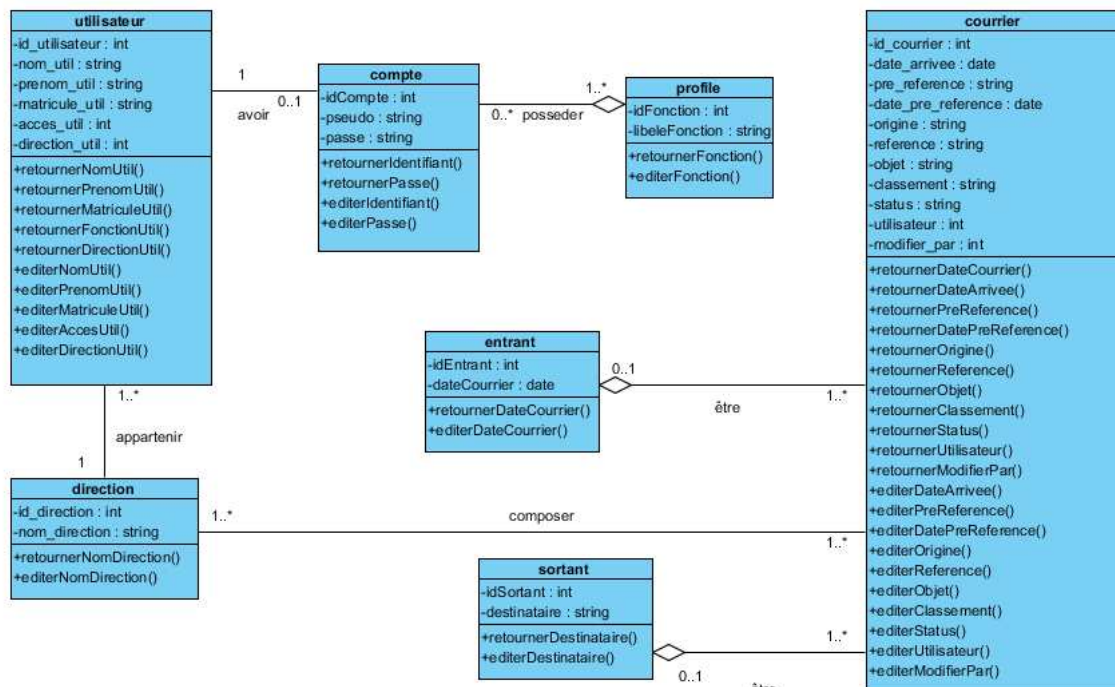 utilisateur
-id_utilisateur : int
-nom_util : string
-prenom_util : string
-matricule_util : string
-acces_util : int
-direction_util : int
+retournerNomUtil()
+retournerPrenomUtil()
+retournerMatriculeUtil()
+retournerFonctionUtil()
+retournerDirectionUtil()
+editerNomUtil()
+editerPrenomUtil()
+editerMatriculeUtil()
+editerAccesUtil()
+editerDirectionUtil()
1
0..1
avoir
compte
-idCompte : int
-pseudo : string
-passe : string
+retournerIdentifiant()
+retournerPasse()
+editerIdentifiant()
+editerPasse()
1..*
0..* posseder
profile
-idFonction : int
-libeleFonction : string
+retournerFonction()
+editerFonction()
courrier
-id_courrier : int
-date_arrivee : date
-pre_reference : string
-date_pre_reference : date
-origine : string
-reference : string
-objet : string
-classement : string
-status : string
-utilisateur : int
-modifier_par : int
+retournerDateCourrier()
+retournerDateArrivee()
+retournerPreReference()
+retournerDatePreReference()
+retournerOrigine()
+retournerReference()
+retournerObjet()
+retournerClassement()
+retournerStatus()
+retournerUtilisateur()
+retournerModifierPar()
+editerDateArrivee()
+editerPreReference()
+editerDatePreReference()
+editerOrigine()
+editerReference()
+editerObjet()
+editerClassement()
+editerStatus()
+editerUtilisateur()
+editerModifierPar()
entrant
-idEntrant : int
-dateCourrier : date
+retournerDateCourrier()
+editerDateCourrier()
0..1
être
1..*
1..*
appartenir
1
direction
-id_direction : int
-nom_direction : string
+retournerNomDirection()
+editerNomDirection()
1..*
composer
1..*
sortant
-idSortant : int
-destinataire : string
+retournerDestinataire()
+editerDestinataire()
0..1
1..*